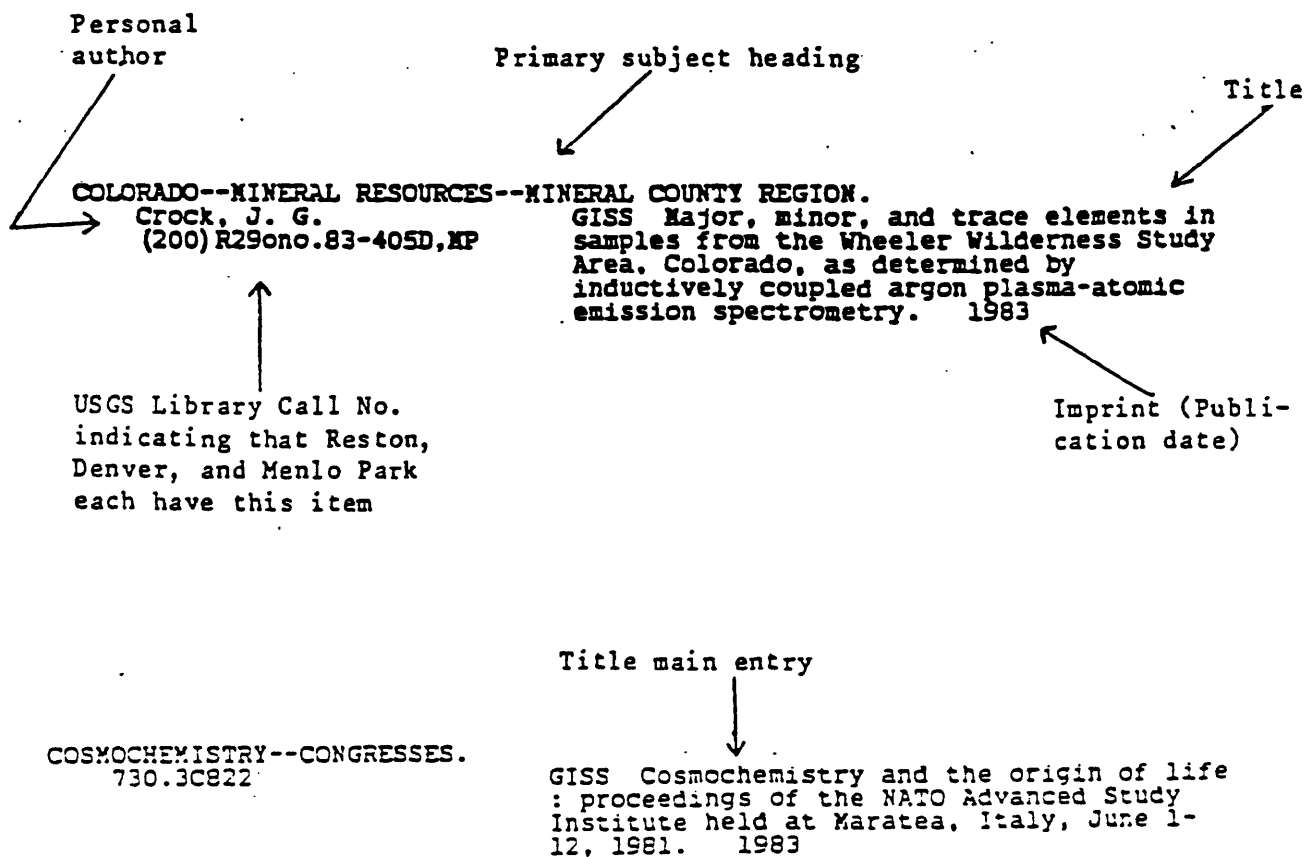 Personal
author
Primary subject heading
Title
COLORADO--MINERAL RESOURCES--MINERAL COUNTY REGION.
Crock, J. G.
(200)R29ono.83-405D,MP
GISS Major, minor, and trace elements in
samples from the Wheeler Wilderness Study
Area, Colorado, as determined by
inductively coupled argon plasma-atomic
emission spectrometry. 1983
USGS Library Call No.
indicating that Reston,
Denver, and Menlo Park
each have this item
Imprint (Publi-
cation date)
Title main entry
COSMOCHEMISTRY--CONGRESSES.
730.3C822
GISS Cosmochemistry and the origin of life
: proceedings of the NATO Advanced Study
Institute held at Maratea, Italy, June 1-
12, 1981. 1983